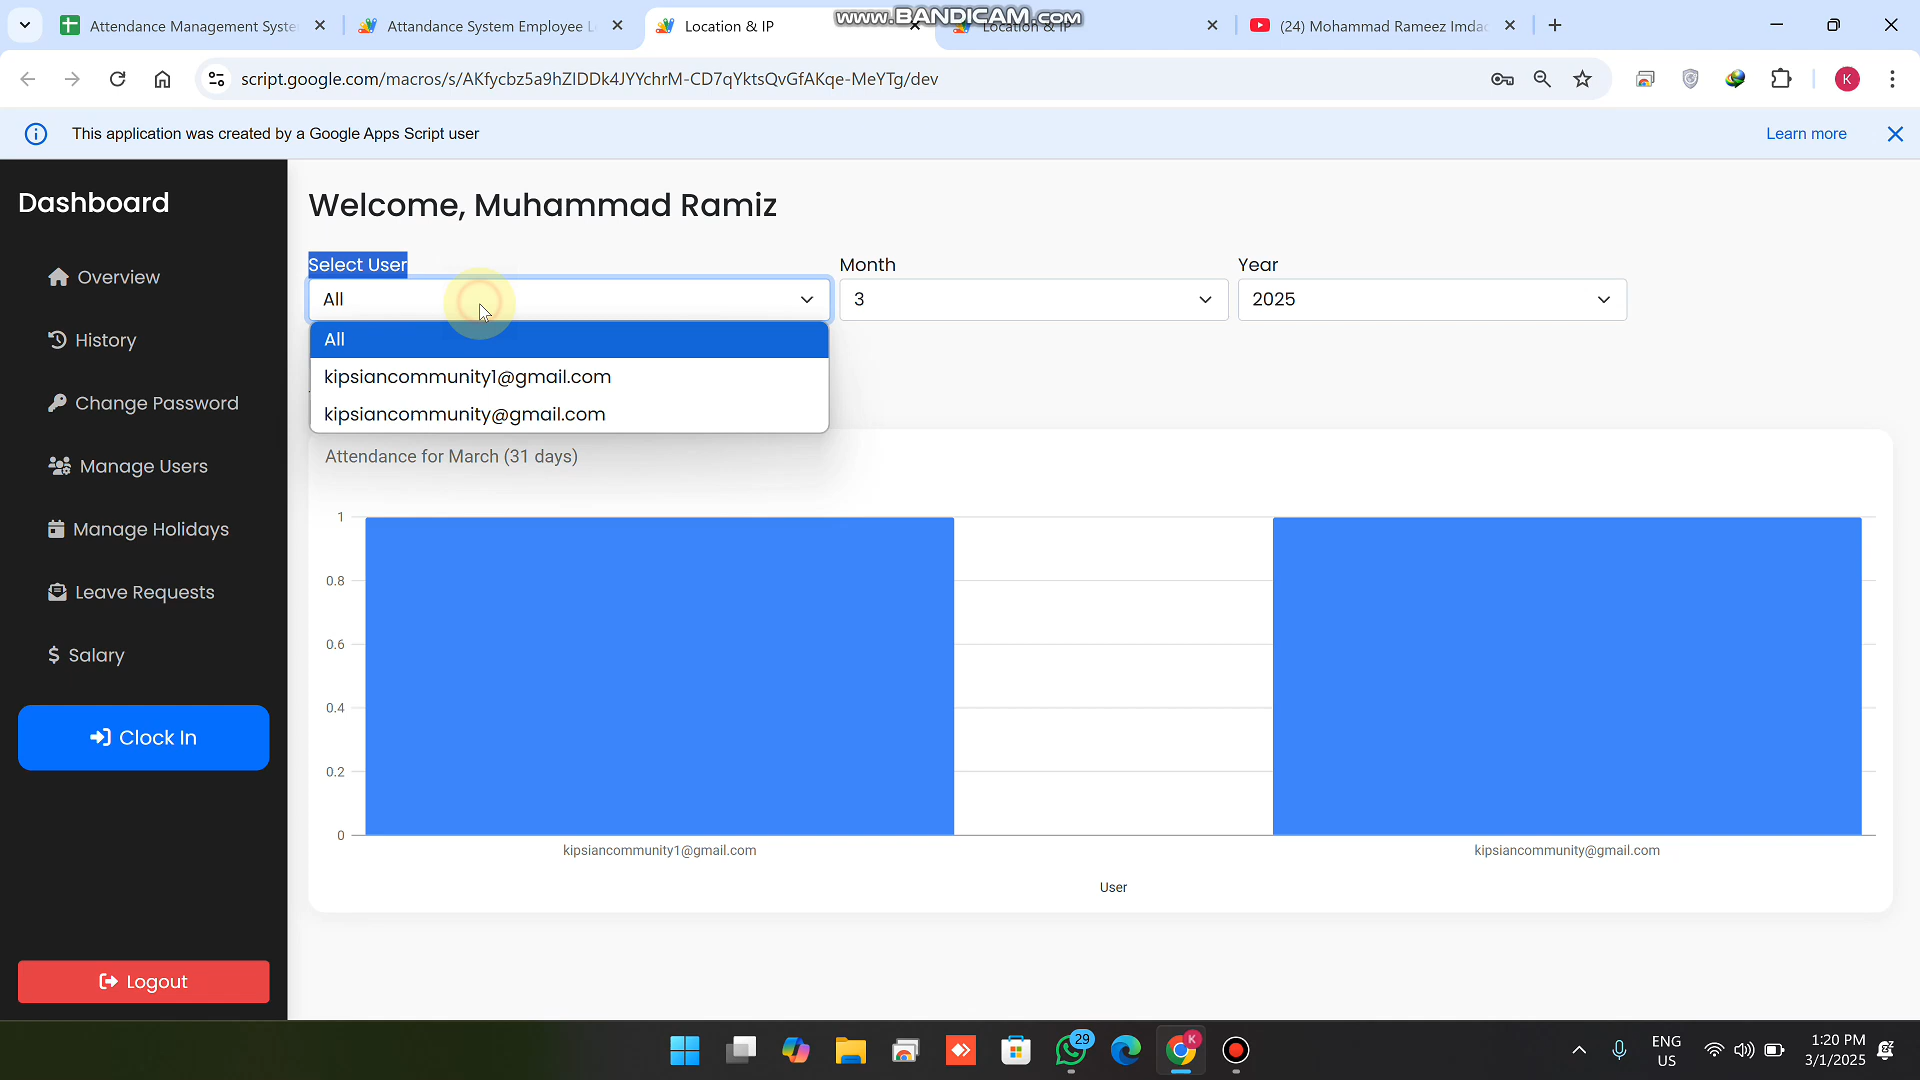 Attendance Management Syste
Attandance System Employee L
Location & IP
www.BANDICAM.com
Location & IP
(24) Mohammad Rameez Imdad
script.google.com/macros/s/AKfycbz5a9hZIDDk4JYYchrM-CD7qYktsQvGfAKqe-MeYTg/dev
K
This application was created by a Google Apps Script user
Learn more
Dashboard
Overview
History
Change Password
Manage Users
Manage Holidays
Leave Requests
$ Salary
Clock In
Logout
Welcome, Muhammad Ramiz
Select User
Month
Year
All
3
2025
All
kipsiancommunity1@gmail.com
kipsiancommunity@gmail.com
Attendance for March (31 days)
1
0.8
0.6
0.4
0.2
0
kipsiancommunity1@gmail.com
kipsiancommunity@gmail.com
User
29
K
ENG
US
1:20 PM
3/1/2025